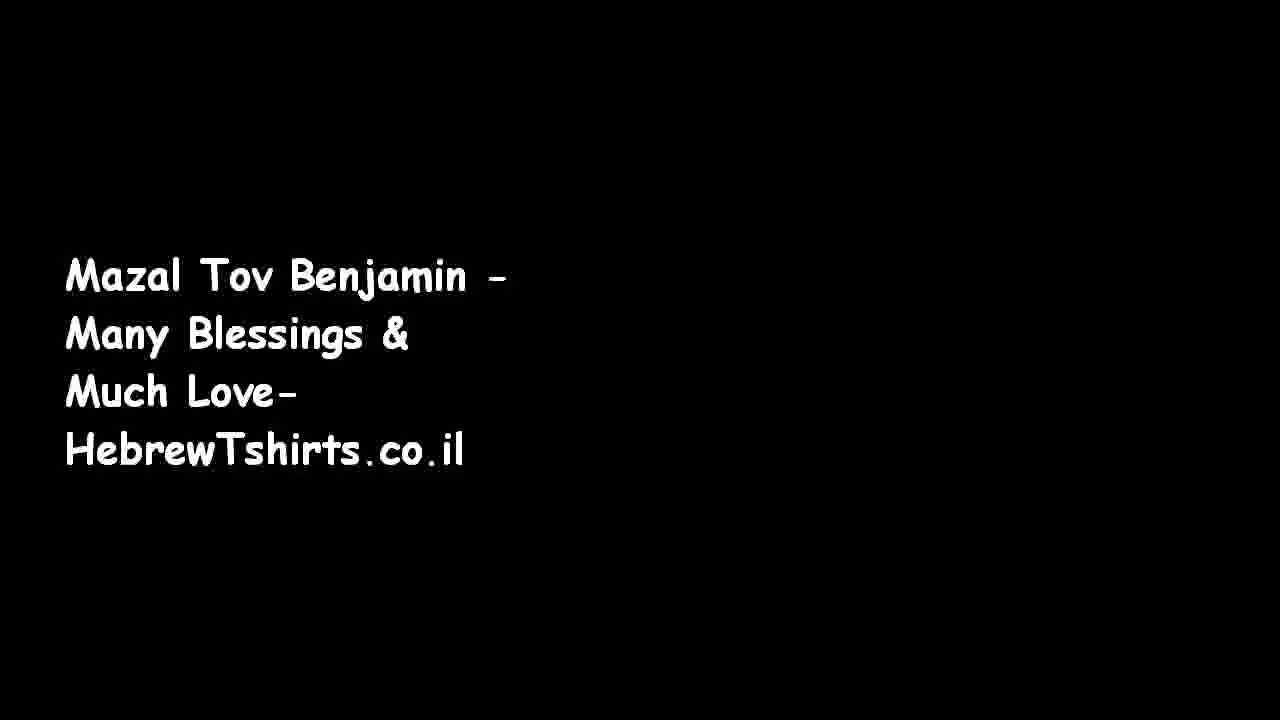 Mazal Tov Benjamin -
Many Blessings &
Much Love-
HebrewTshirts.co.il